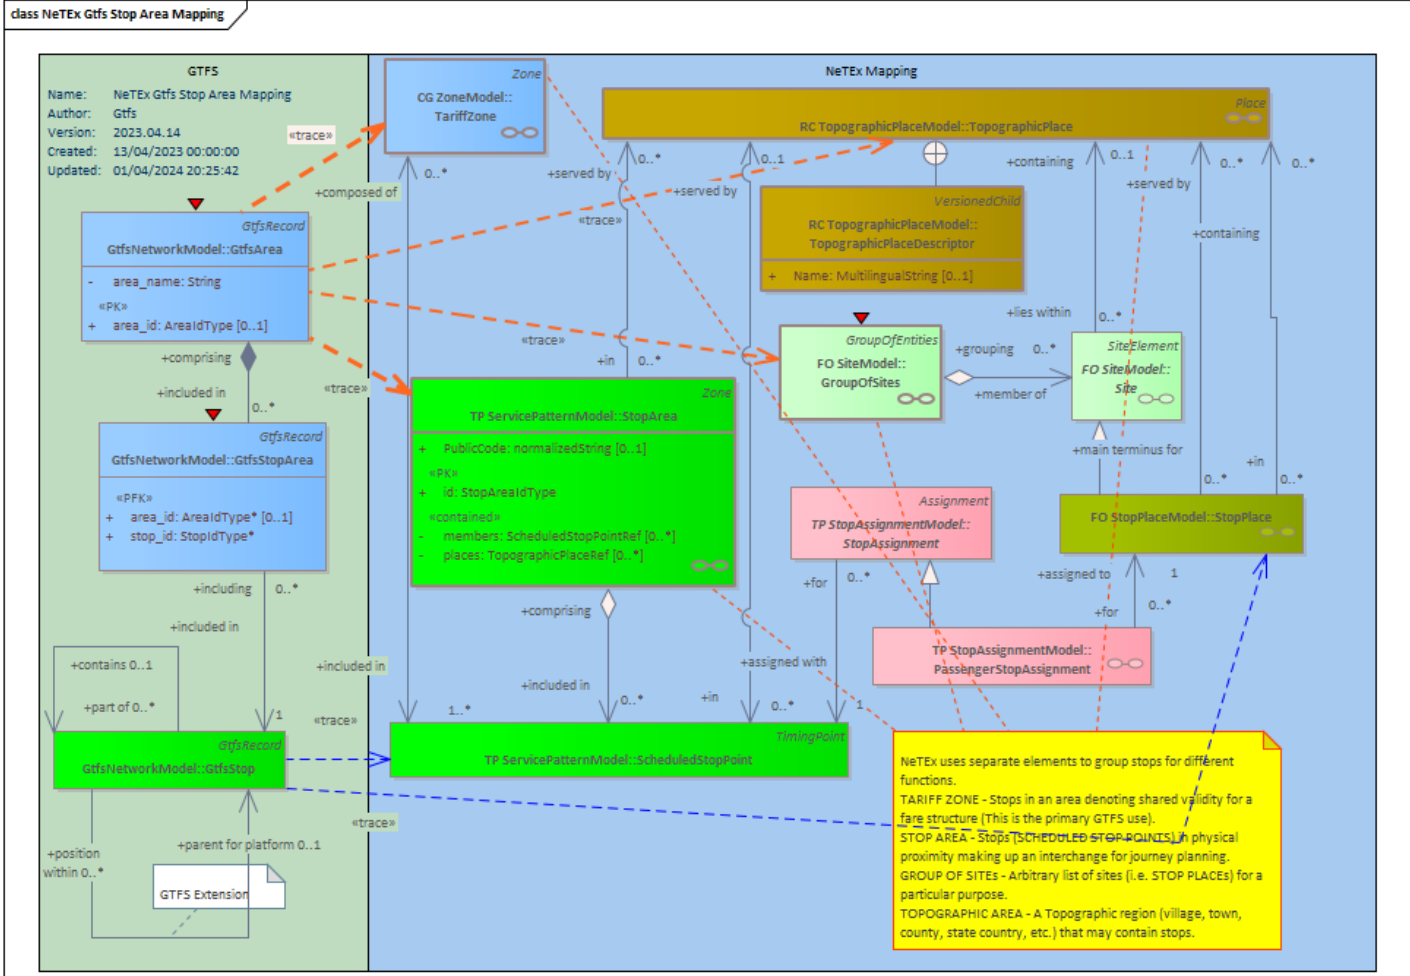 class NeTEx Gtfs Stop Area Mapping
GTFS
Name: NeTEx Gtfs Stop Area Mapping
Author: Gtfs
Version: 2023.04.14
Created: 13/04/2023 00:00:00
Updated: 01/04/2024 20:25:42
NeTEx Mapping
Zone
CG ZoneModel::
TariffZone
Place
RC TopographicPlaceModel::TopographicPlace
«trace»
+composed of
0..*
0..*
+served by
0..1
+served by
«trace»
VersionedChild
RC TopographicPlaceModel::
TopographicPlaceDescriptor
+ Name: MultilingualString [0..1]
+containing
0..1
0..*
0..*
+served by
+containing
GtfsRecord
GtfsNetworkModel::GtfsArea
- area_name: String
«PK»
+ area_id: AreaIdType [0..1]
+comprising
+included in
0..*
«trace»
«trace»
+in
0..*
+lies within
0..*
GroupOfEntities
FO SiteModel::
GroupOfSites
+grouping
0..*
+member of
SiteElement
FO SiteModel::
Site
GtfsRecord
GtfsNetworkModel::GtfsStopArea
«PFK»
+ area_id: AreaIdType* [0..1]
+ stop_id: StopIdType*
Zone
TP ServicePatternModel::StopArea
+ PublicCode: normalizedString [0..1]
«PK»
+ id: StopAreaIdType
«contained»
- members: ScheduledStopPointRef [0..*]
- places: TopographicPlaceRef [0..*]
+main terminus for
+in
0..*
0..*
Assignment
TP StopAssignmentModel::
StopAssignment
FO StopPlaceModel::StopPlace
+including
0..*
+included in
+comprising
+for
0..*
+assigned to
1
+for
0..*
TP StopAssignmentModel::
PassengerStopAssignment
+contains 0..1
+part of 0..*
+included in
+assigned with
+included in
0..*
+in
0..*
1
1..*
1
«trace»
GtfsRecord
GtfsNetworkModel::GtfsStop
TimingPoint
TP ServicePatternModel::ScheduledStopPoint
«trace»
+position
within 0..*
+parent for platform 0..1
GTFS Extension
NeTEx uses separate elements to group stops for different
functions.
TARIFF ZONE - Stops in an area denoting shared validity for a
fare structure (This is the primary GTFS use).
STOP AREA - Stops (SCHEDULED STOP POINTS) in physical
proximity making up an interchange for journey planning.
GROUP OF SITEs - Arbitrary list of sites (i.e. STOP PLACEs) for a
particular purpose.
TOPOGRAPHIC AREA - A Topographic region (village, town,
county, state country, etc.) that may contain stops.